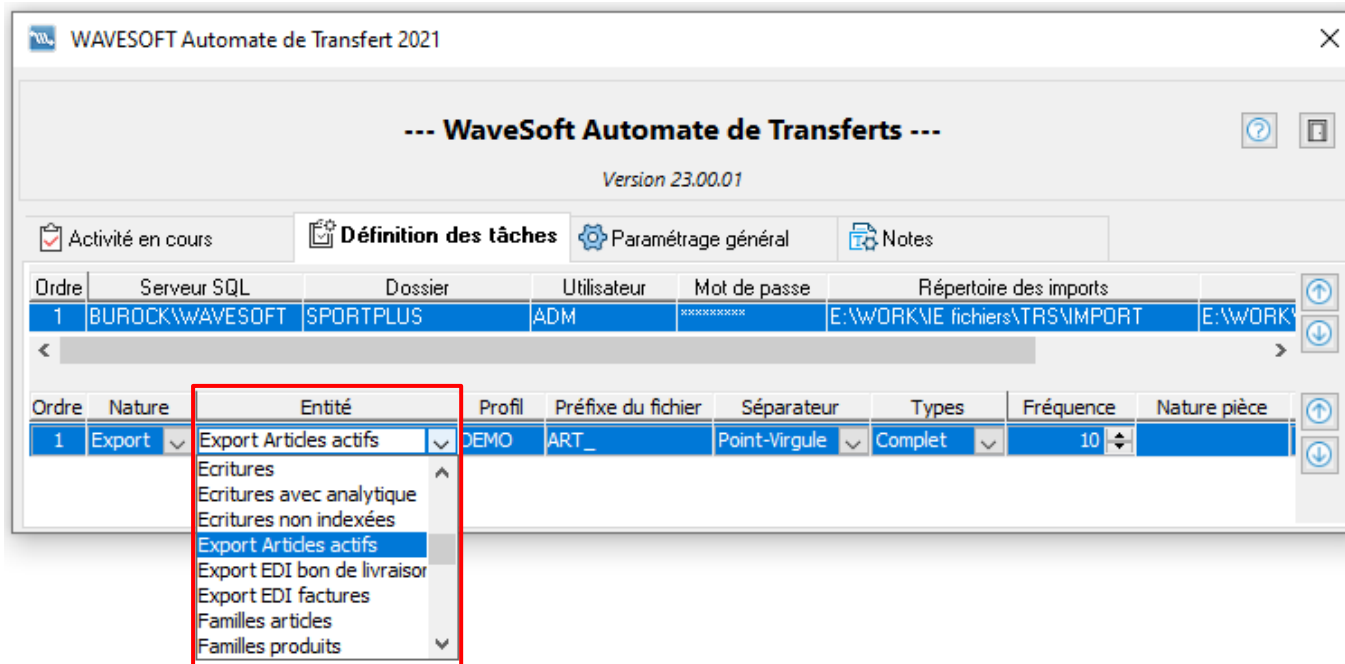 WAVESOFT Automate de Transfert 2021
--- WaveSoft Automate de Transferts ---
Version 23.00.01
Activité en cours Définition des tâches Paramétrage général Notes
Ordre Serveur SQL Dossier Utilisateur Mot de passe Répertoire des imports
1 BUROCK\WAVESOFT SPORTPLUS ADM ********* E:\WORK\IE fichiers\TRS\IMPORT E:\WORK\
Ordre Nature Entité Profil Préfixe du fichier Séparateur Types Fréquence Nature pièce
1 Export Export Articles actifs DEMO ART_ Point-Virgule Complet 10
Ecritures
Ecritures avec analytique
Ecritures non indexées
Export Articles actifs
Export EDI bon de livraison
Export EDI factures
Familles articles
Familles produits